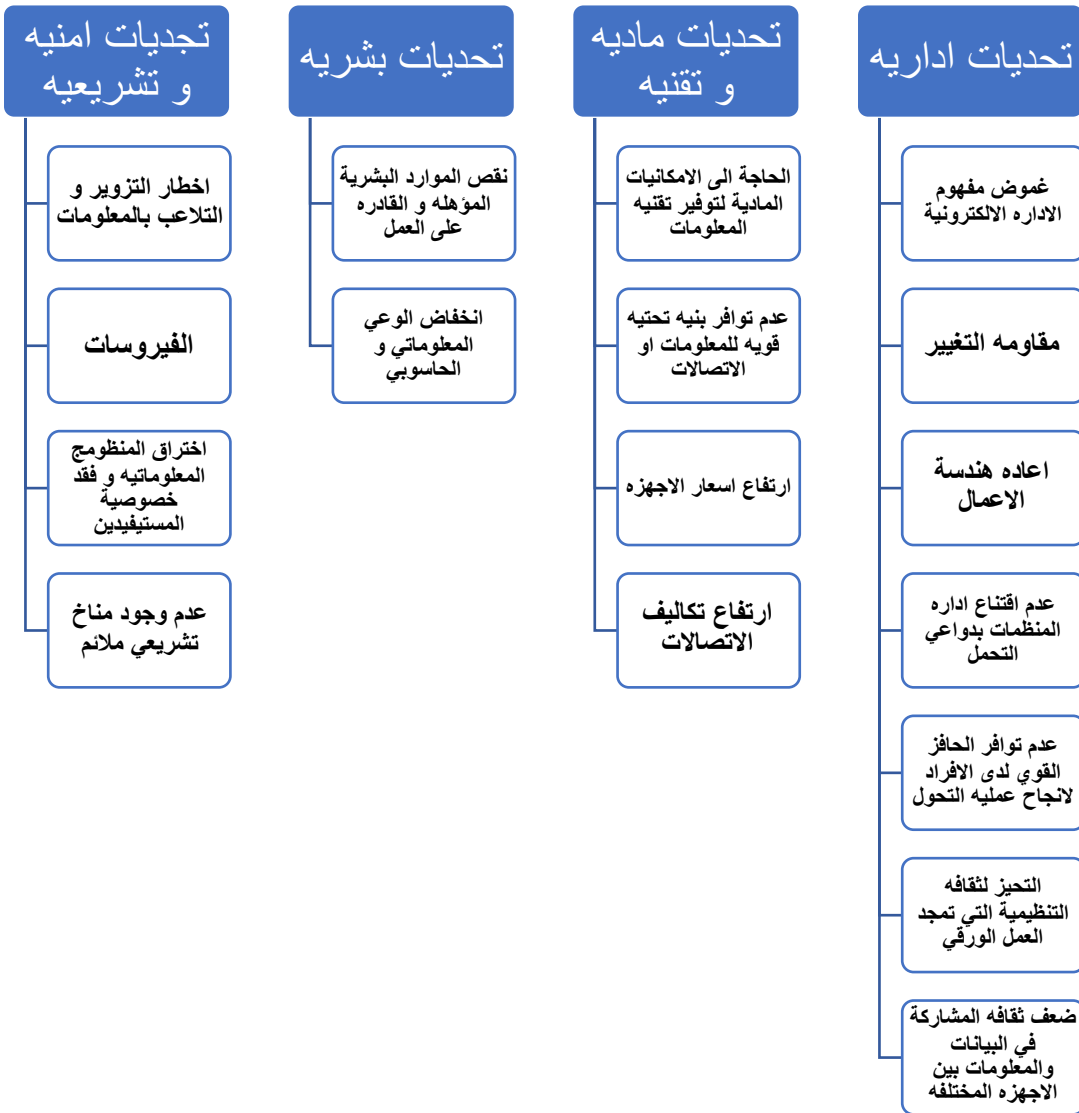 تحديات اداريه
غموض مفهوم
الاداره الالكترونية
مقاومه التغيير
اعاده هندسة
الاعمال
عدم اقتناع اداره
المنظمات بدواعي
التحمل
عدم توافر الحافز
القوي لدى الافراد
لانجاح عمليه التحول
التحيز لثقافه
التنظيمية التي تمجد
العمل الورقي
ضعف ثقافه المشاركة
في البيانات
والمعلومات بين
الاجهزه المختلفه
تحديات ماديه
و تقنيه
الحاجة الى الامكانيات
المادية لتوفير تقنيه
المعلومات
عدم توافر بنيه تحتيه
قويه للمعلومات او
الاتصالات
ارتفاع اسعار الاجهزه
ارتفاع تكاليف
الاتصالات
تحديات بشريه
نقص الموارد البشرية
المؤهله و القادره
على العمل
انخفاض الوعي
المعلوماتي و
الحاسوبي
تجديات امنيه
و تشريعيه
اخطار التزوير و
التلاعب بالمعلومات
الفيروسات
اختراق المنظومج
المعلوماتيه و فقد
خصوصية
المستيفيدين
عدم وجود مناخ
تشريعي ملائم